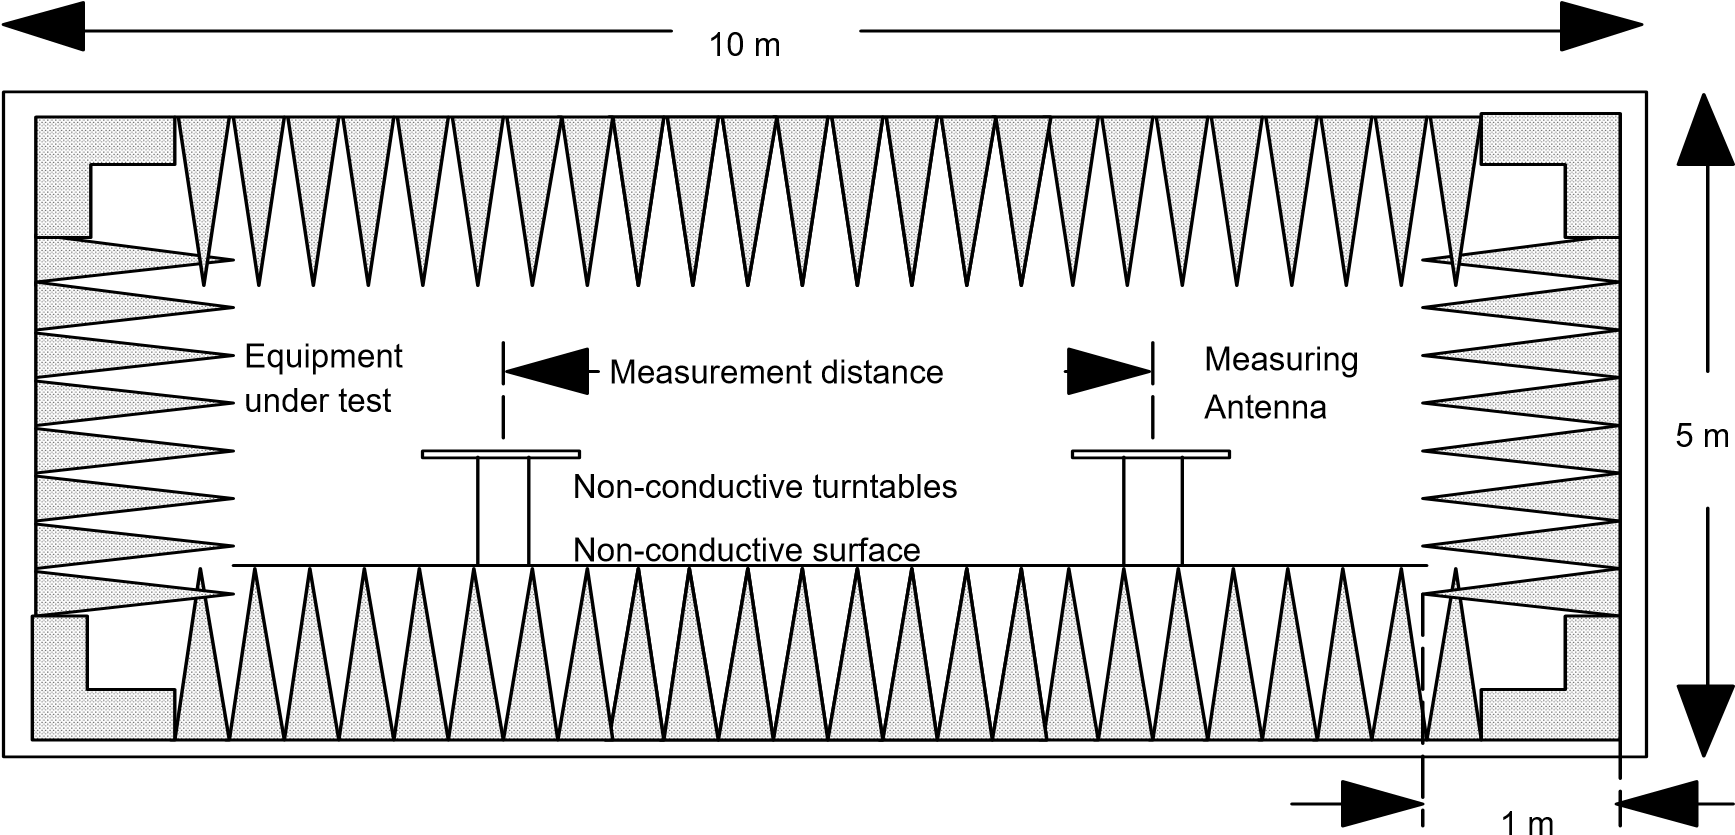 10 m
Equipment
under test
Measurement distance
Measuring
Antenna
5 m
Non-conductive turntables
Non-conductive surface
1 m